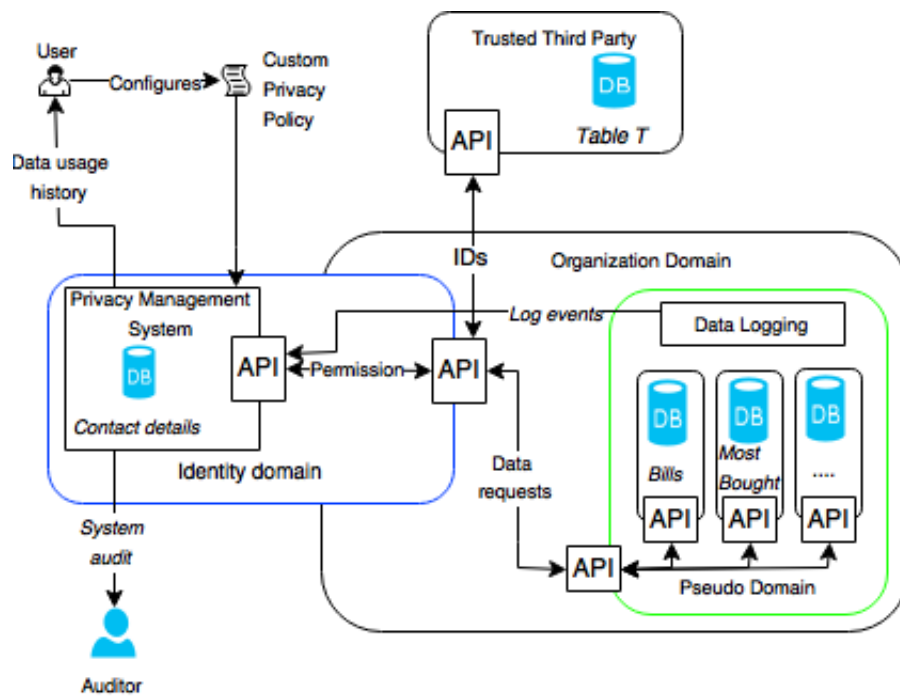 User
Configures
Custom
Privacy
Policy
Trusted Third Party
DB
Table T
API
Data usage
history
IDs
Organization Domain
Privacy Management
System
DB
Contact details
API
Permission
API
Identity domain
Log events
Data Logging
DB
Bills
API
DB
Most
Bought
API
DB
....
API
Data
requests
API
Pseudo Domain
System
audit
Auditor